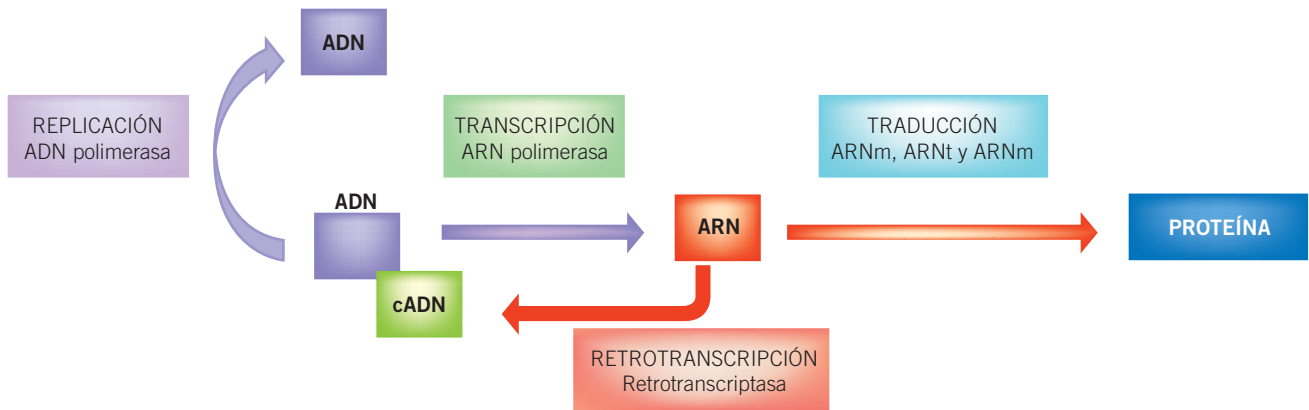 ADN
REPLICACIÓN
ADN polimerasa
TRANSCRIPCIÓN
ARN polimerasa
TRADUCCIÓN
ARNm, ARNt y ARNm
ADN
ARN
PROTEÍNA
cADN
RETROTRANSCRIPCIÓN
Retrotranscriptasa